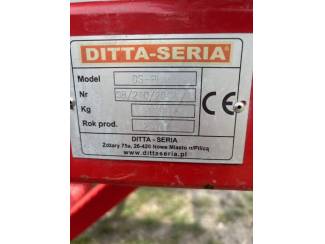 DITTA-SERIA®
Model
Nr
Kg
Rok prod.
CE
DITTA - SERIA
Żdżary 75a, 26-420 Nowe Miasto n/Pilicą
www.dittaseria.pl